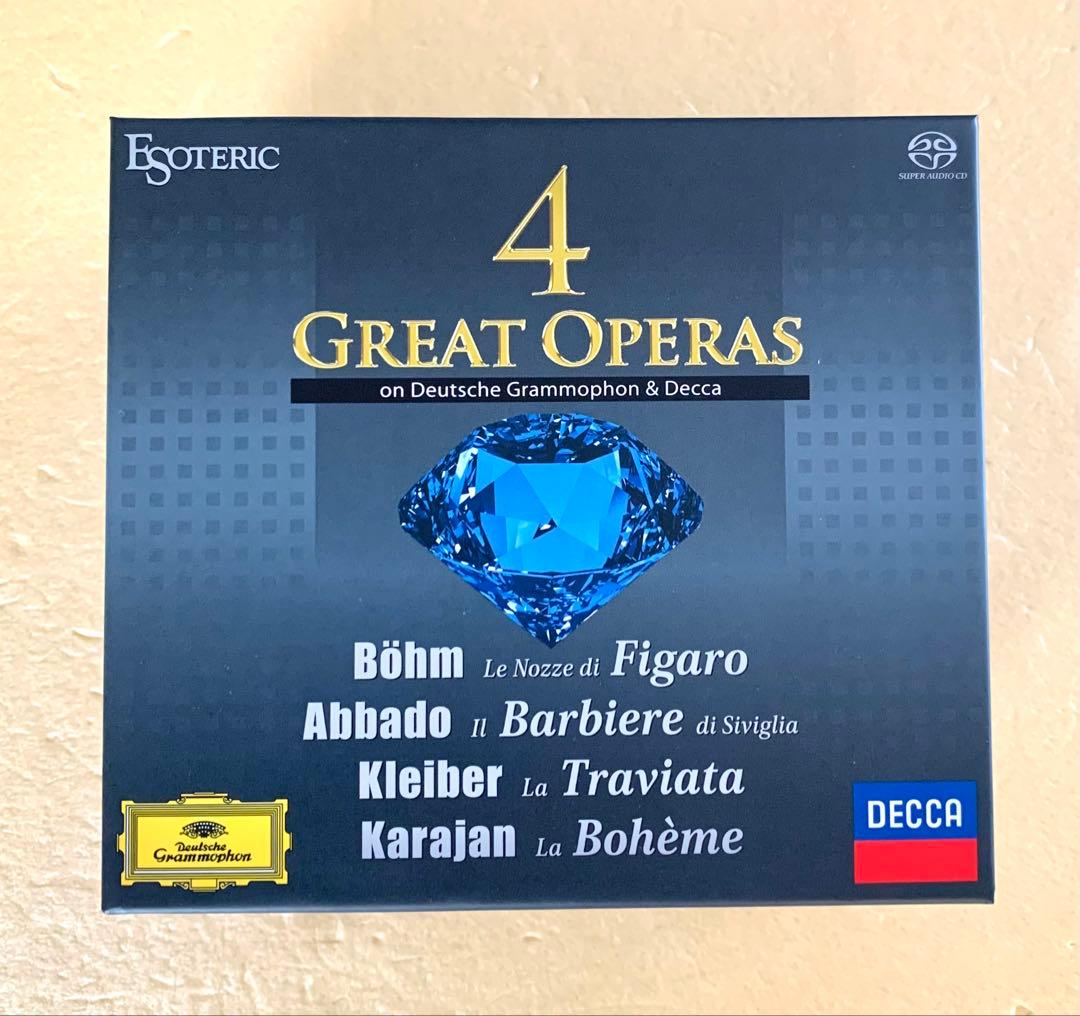 ESOTERIC
SUPER AUDIO CD
4
GREAT OPERAS
on Deutsche Grammophon & Decca
Böhm Le Nozze di Figaro
Abbado Il Barbiere di Siviglia
Kleiber La Traviata
Karajan La Bohème
Deutsche
Grammophon
DECCA